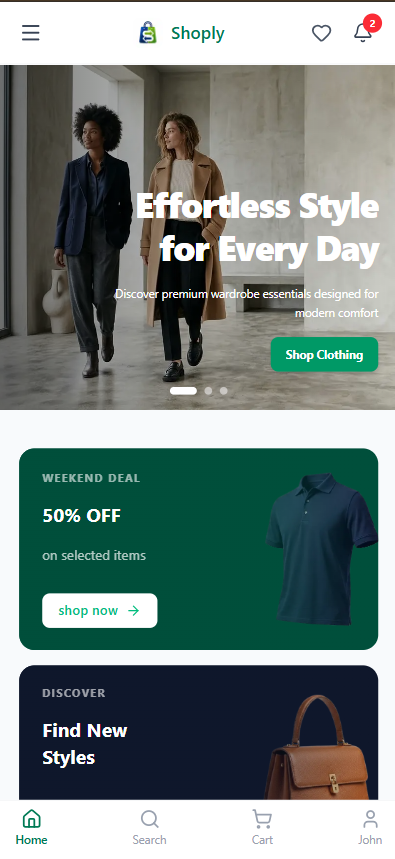 Shoply
2
Effortless Style
for Every Day
Discover premium wardrobe essentials designed for
modern comfort
Shop Clothing
WEEKEND DEAL
50% OFF
on selected items
shop now
DISCOVER
Find New
Styles
Home
Search
Cart
John